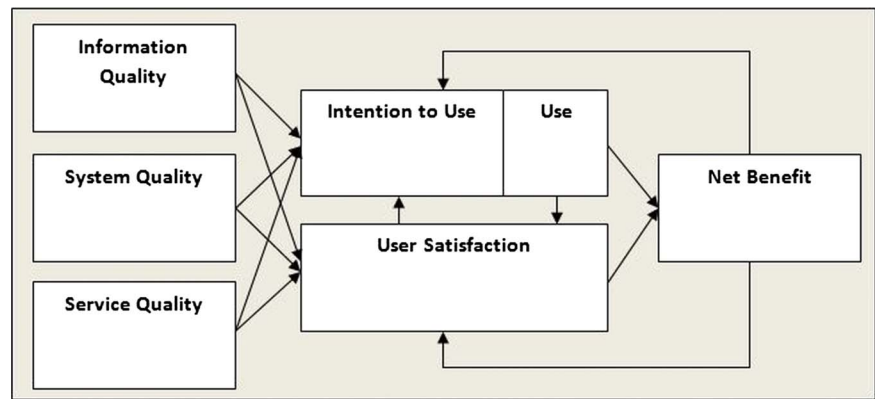 Information
Quality
System Quality
Service Quality
Intention to Use
Use
User Satisfaction
Net Benefit